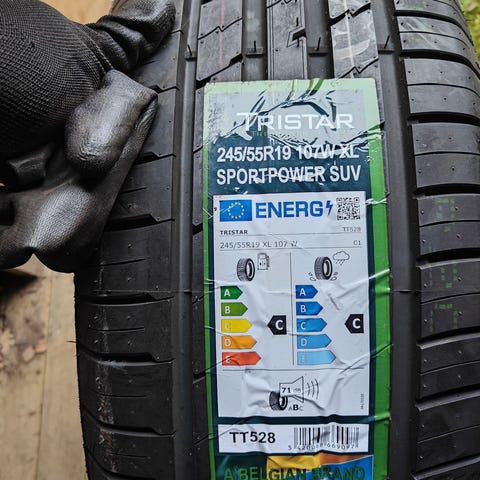 TRISTAR
245/55R19 107W XL
SPORTPOWER SUV
ENERG
TRISTAR TT528
245/55R19 XL 107 W C1
A
B
C
D
E
C
A
B
C
D
E
C
71
ABC
TT528
A BELGIAN BRAND